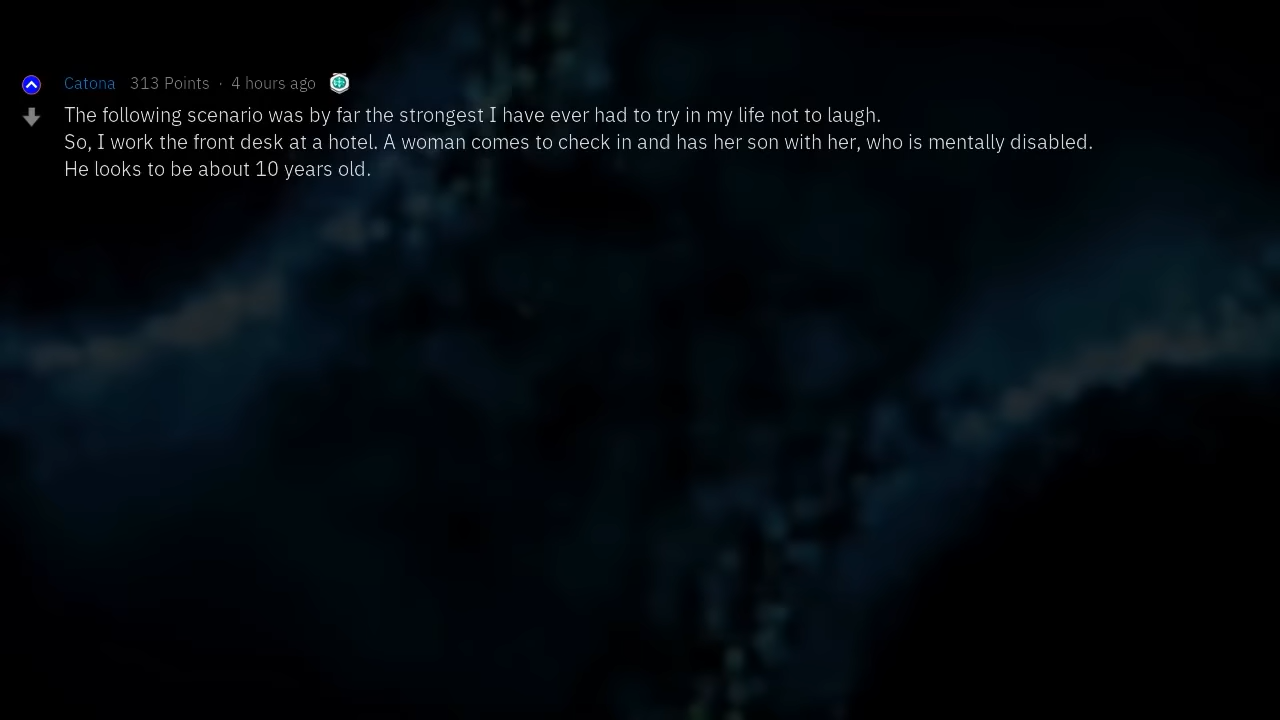 Catona 313 Points · 4 hours ago
The following scenario was by far the strongest I have ever had to try in my life not to laugh.
So, I work the front desk at a hotel. A woman comes to check in and has her son with her, who is mentally disabled.
He looks to be about 10 years old.